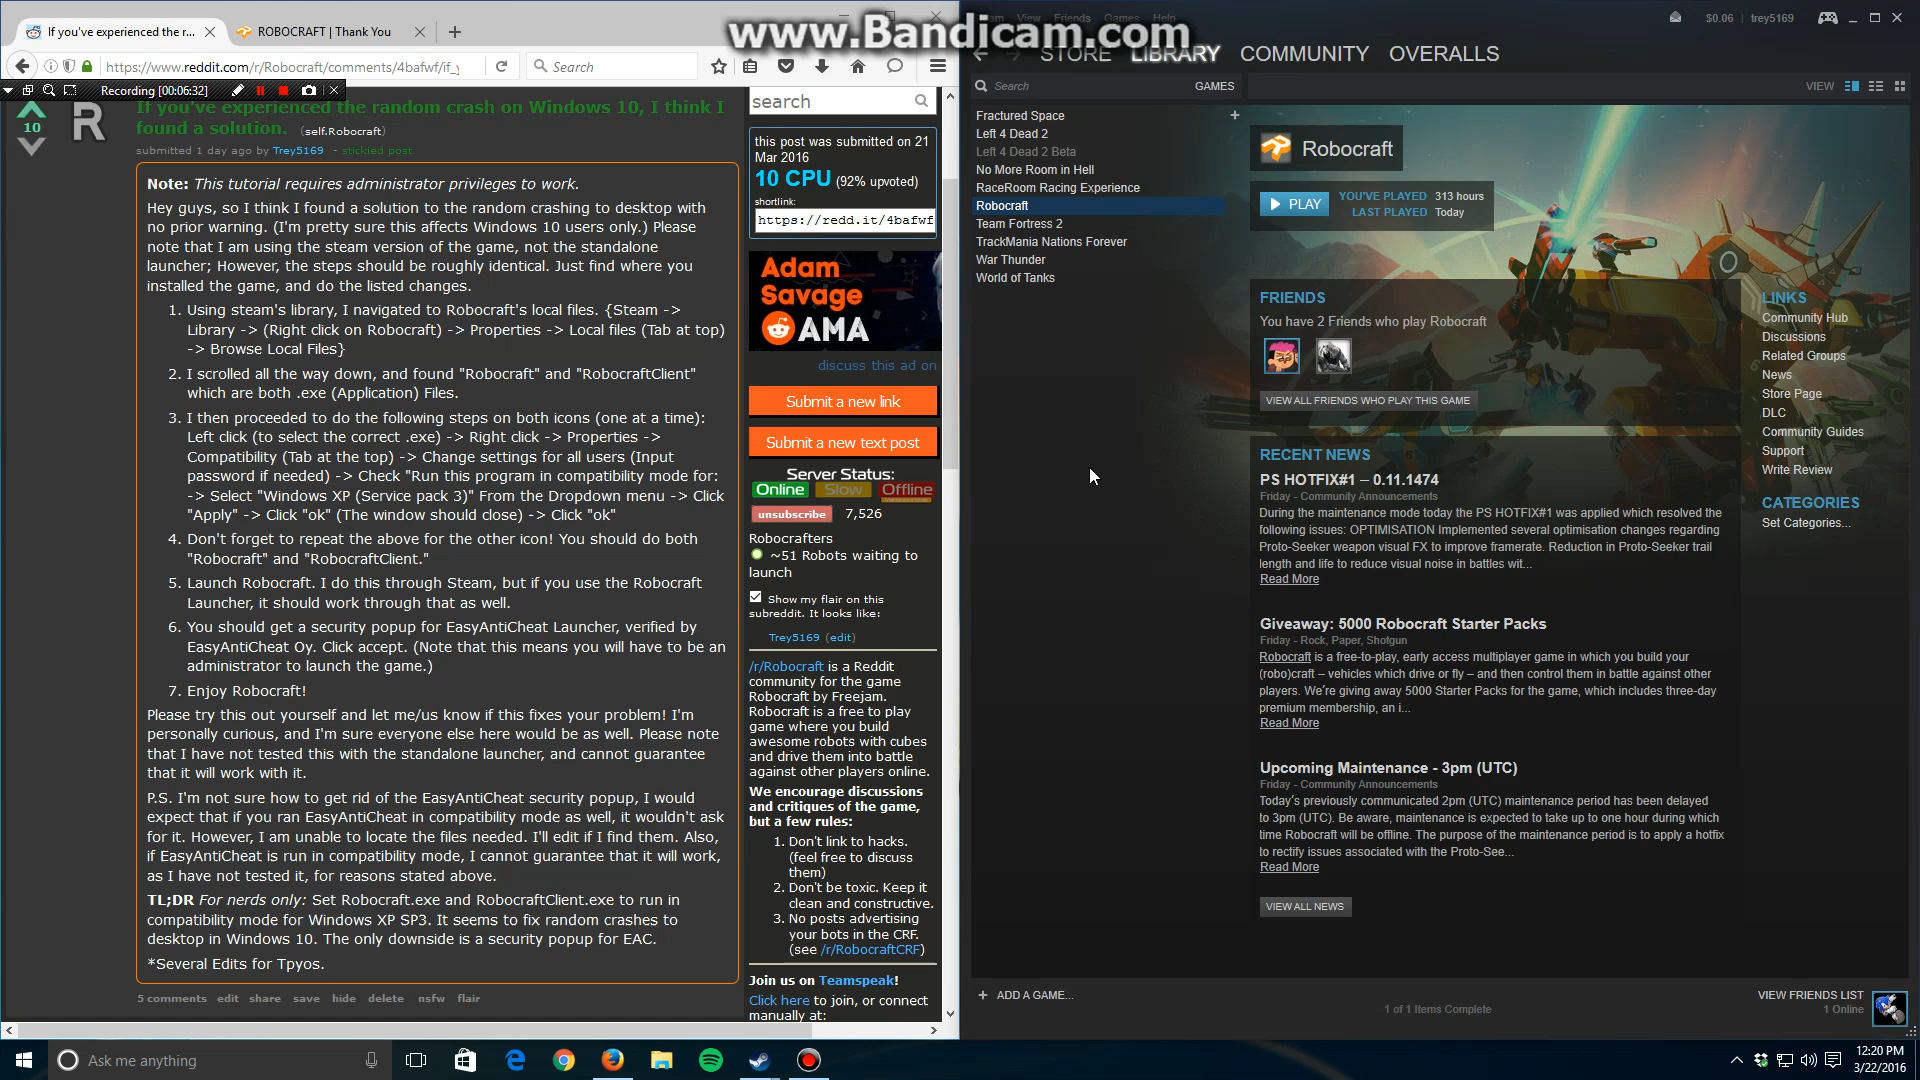 If you've experienced the r...
ROBOCRAFT | Thank You
www.Bandicam.com
View Friends Games Help
$0.06
trey5169
https://www.reddit.com/r/Robocraft/comments/4bafwf/if_y
Search
STORE LIBRARY COMMUNITY OVERALLS
Recording [00:06:32]
10
R
If you've experienced the random crash on Windows 10, I think I
found a solution. (self.Robocraft)
submitted 1 day ago by Trey5169 - stickied post
Note: This tutorial requires administrator privileges to work.
Hey guys, so I think I found a solution to the random crashing to desktop with
no prior warning. (I'm pretty sure this affects Windows 10 users only.) Please
note that I am using the steam version of the game, not the standalone
launcher; However, the steps should be roughly identical. Just find where you
installed the game, and do the listed changes.
1. Using steam's library, I navigated to Robocraft's local files. {Steam ->
Library -> (Right click on Robocraft) -> Properties -> Local files (Tab at top)
-> Browse Local Files}
2. I scrolled all the way down, and found "Robocraft" and "RobocraftClient"
which are both .exe (Application) Files.
3. I then proceeded to do the following steps on both icons (one at a time):
Left click (to select the correct .exe) -> Right click -> Properties ->
Compatibility (Tab at the top) -> Change settings for all users (Input
password if needed) -> Check "Run this program in compatibility mode for:
-> Select "Windows XP (Service pack 3)" From the Dropdown menu -> Click
"Apply" -> Click "ok" (The window should close) -> Click "ok"
4. Don't forget to repeat the above for the other icon! You should do both
"Robocraft" and "RobocraftClient."
5. Launch Robocraft. I do this through Steam, but if you use the Robocraft
Launcher, it should work through that as well.
6. You should get a security popup for EasyAntiCheat Launcher, verified by
EasyAntiCheat Oy. Click accept. (Note that this means you will have to be an
administrator to launch the game.)
7. Enjoy Robocraft!
Please try this out yourself and let me/us know if this fixes your problem! I'm
personally curious, and I'm sure everyone else here would be as well. Please note
that I have not tested this with the standalone launcher, and cannot guarantee
that it will work with it.
P.S. I'm not sure how to get rid of the EasyAntiCheat security popup, I would
expect that if you ran EasyAntiCheat in compatibility mode as well, it wouldn't ask
for it. However, I am unable to locate the files needed. I'll edit if I find them. Also,
if EasyAntiCheat is run in compatibility mode, I cannot guarantee that it will work,
as I have not tested it, for reasons stated above.
TL;DR For nerds only: Set Robocraft.exe and RobocraftClient.exe to run in
compatibility mode for Windows XP SP3. It seems to fix random crashes to
desktop in Windows 10. The only downside is a security popup for EAC.
*Several Edits for Tpyos.
5 comments edit share save hide delete nsfw flair
search
this post was submitted on 21
Mar 2016
10 CPU (92% upvoted)
shortlink:
https://redd.it/4bafwf
Adam
Savage
AMA
discuss this ad on
Submit a new link
Submit a new text post
Server Status:
Online Slow Offline
unsubscribe 7,526
Robocrafters
~51 Robots waiting to
launch
Show my flair on this
subreddit. It looks like:
Trey5169 (edit)
/r/Robocraft is a Reddit
community for the game
Robocraft by Freejam.
Robocraft is a free to play
game where you build
awesome robots with cubes
and drive them into battle
against other players online.
We encourage discussions
and critiques of the game,
but a few rules:
1. Don't link to hacks.
(feel free to discuss
them)
2. Don't be toxic. Keep it
clean and constructive.
3. No posts advertising
your bots in the CRF.
(see /r/RobocraftCRF)
Join us on Teamspeak!
Click here to join, or connect
manually at:
Search
GAMES
VIEW
Fractured Space
Left 4 Dead 2
Left 4 Dead 2 Beta
No More Room in Hell
RaceRoom Racing Experience
Robocraft
Team Fortress 2
TrackMania Nations Forever
War Thunder
World of Tanks
Robocraft
PLAY
YOU'VE PLAYED 313 hours
LAST PLAYED Today
FRIENDS
You have 2 Friends who play Robocraft
VIEW ALL FRIENDS WHO PLAY THIS GAME
RECENT NEWS
PS HOTFIX#1 – 0.11.1474
Friday - Community Announcements
During the maintenance mode today the PS HOTFIX#1 was applied which resolved the
following issues: OPTIMISATION Implemented several optimisation changes regarding
Proto-Seeker weapon visual FX to improve framerate. Reduction in Proto-Seeker trail
length and life to reduce visual noise in battles wit...
Read More
Giveaway: 5000 Robocraft Starter Packs
Friday - Rock, Paper, Shotgun
Robocraft is a free-to-play, early access multiplayer game in which you build your
(robo)craft – vehicles which drive or fly – and then control them in battle against other
players. We're giving away 5000 Starter Packs for the game, which includes three-day
premium membership, an i...
Read More
Upcoming Maintenance - 3pm (UTC)
Friday - Community Announcements
Today's previously communicated 2pm (UTC) maintenance period has been delayed
to 3pm (UTC). Be aware, maintenance is expected to take up to one hour during which
time Robocraft will be offline. The purpose of the maintenance period is to apply a hotfix
to rectify issues associated with the Proto-See...
Read More
VIEW ALL NEWS
LINKS
Community Hub
Discussions
Related Groups
News
Store Page
DLC
Community Guides
Support
Write Review
CATEGORIES
Set Categories...
ADD A GAME...
1 of 1 Items Complete
VIEW FRIENDS LIST
1 Online
Ask me anything
12:20 PM
3/22/2016